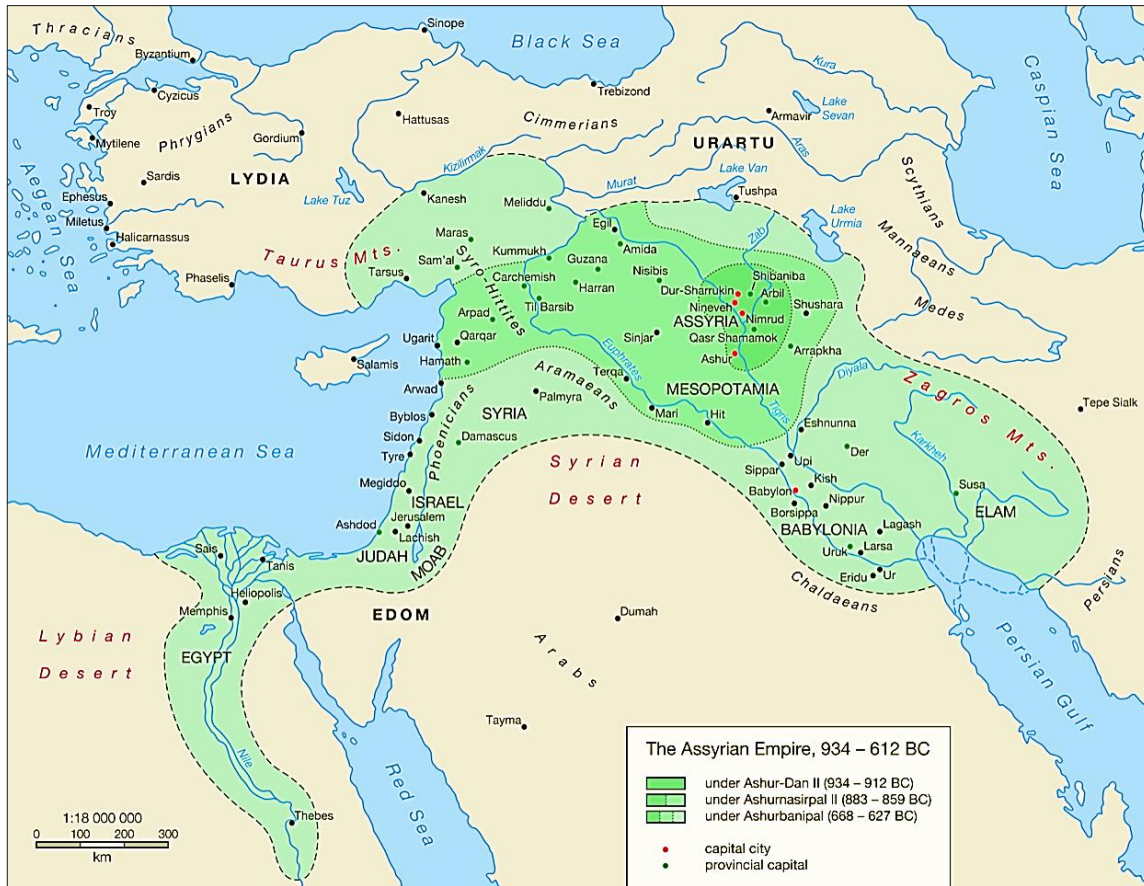 Thracians
Byzantium
Sinope
Black Sea
Kura
Caspian Sea
Cyzicus
Troy
Mytilene
Phrygians
Gordium
Hattusas
Trebizond
Cimmerians
Armavir
Lake
Sevan
URARTU
Aras
Aegean Sea
Sardis
LYDIA
Kizilirmak
Murat
Lake Van
Tushpa
Scythians
Ephesus
Miletus
Halicarnassus
Lake Tuz
Kanesh
Meliddu
Egil
Zab
Lake
Urmia
Mannaeans
Medes
Phaselis
Taurus Mts.
Tarsus
Maras
Sam'al
Syro-Hittites
Kummukh
Carchemish
Guzana
Amida
Harran
Nisibis
Til Barsib
Dur-Sharrukin
Shibaniba
Arbil
Nineveh
Nimrud
ASSYRIA
Shushara
Qasr Shamamok
Ashur
Arrapkha
Arpad
Qarqar
Ugarit
Hamath
Salamis
Arwad
Sinjar
Euphrates
Terqa
MESOPOTAMIA
Tigris
Diyala
Zagros Mts.
Tepe Sialk
Aramaeans
Palmyra
SYRIA
Mari
Hit
Eshnunna
Byblos
Phoenicians
Mediterranean Sea
Sidon
Tyre
Damascus
Syrian
Desert
Upi
Sippar
Der
Karkheh
Babylon
Kish
Borsippa
Nippur
Susa
ELAM
BABYLONIA
Lagash
Uruk
Larsa
Eridu
Ur
Chaldaeans
Persians
Persian Gulf
Megiddo
ISRAEL
Ashdod
Jerusalem
Lachish
JUDAH
MOAB
EDOM
Sais
Tanis
Heliopolis
Memphis
EGYPT
Lybian
Desert
Nile
Thebes
Red Sea
Dumah
Arabs
Tayma
1:18 000 000
0 100 200 300
km
The Assyrian Empire, 934 – 612 BC
under Ashur-Dan II (934 – 912 BC)
under Ashurnasirpal II (883 – 859 BC)
under Ashurbanipal (668 – 627 BC)
capital city
provincial capital